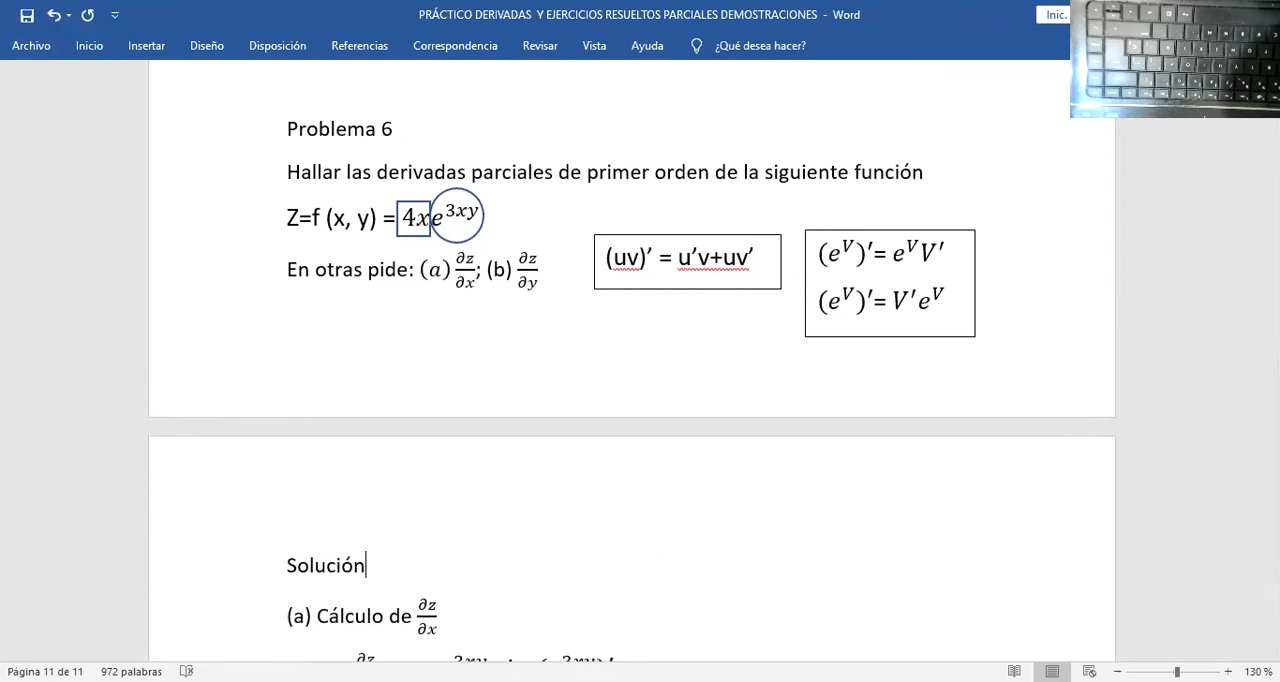 PRÁCTICO DERIVADAS Y EJERCICIOS RESUELTOS PARCIALES DEMOSTRACIONES - Word
Inic.
Archivo Inicio Insertar Diseño Disposición Referencias Correspondencia Revisar Vista Ayuda ¿Qué desea hacer?
Problema 6
Hallar las derivadas parciales de primer orden de la siguiente función
Z=f (x, y) = 4xe^{3xy}
En otras pide: (a) ∂z/∂x; (b) ∂z/∂y
(uv)’ = u’v+uv’
(e^V)′= e^V V′
(e^V)′= V′e^V
Solución
(a) Cálculo de ∂z/∂x
Página 11 de 11 972 palabras 130 %